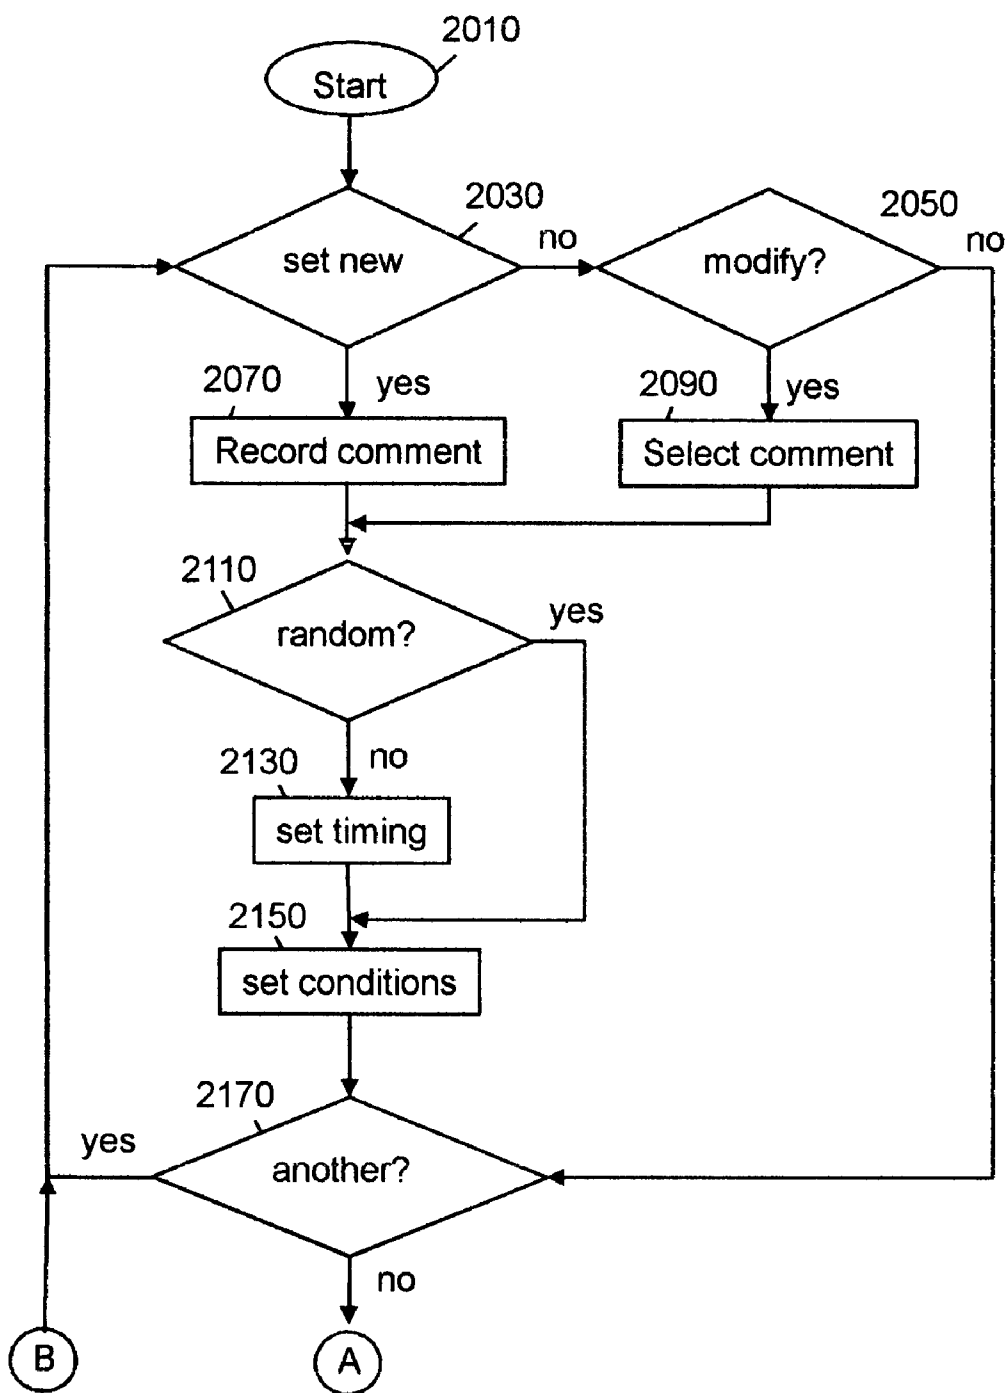 2010
Start
2030
set new
no
2050
modify?
no
2070
yes
Record comment
2090
yes
Select comment
2110
random?
yes
no
2130
set timing
2150
set conditions
2170
another?
yes
no
B
A